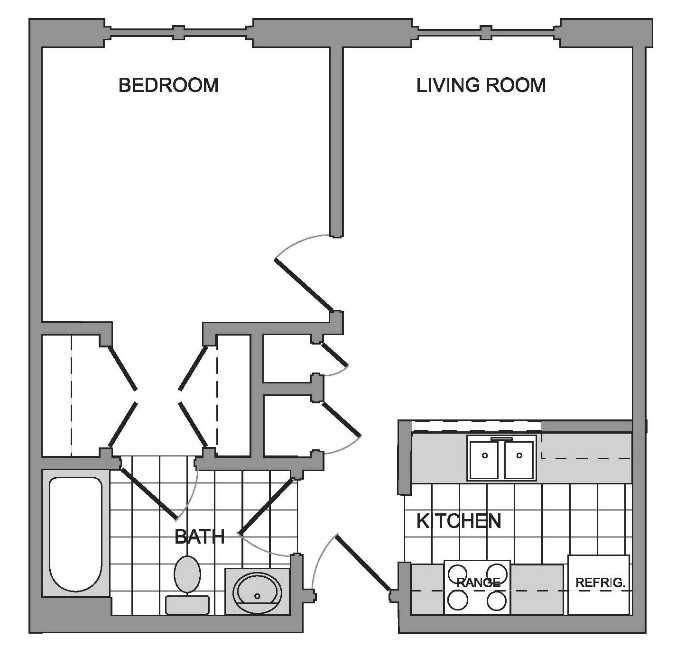 BEDROOM
LIVING ROOM
KITCHEN
BATH
RANGE
REFRIG.